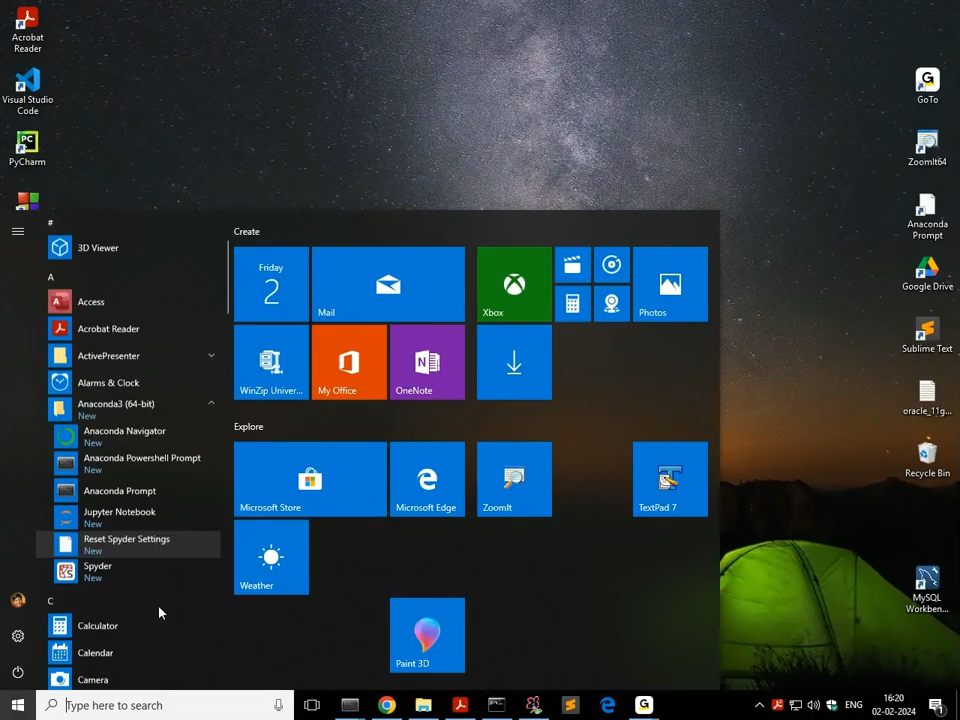 Acrobat
Reader
Visual Studio
Code
PC
PyCharm
G
GoTo
ZoomIt64
Anaconda
Prompt
Google Drive
Sublime Text
oracle_11g...
Recycle Bin
MySQL
Workben...
#
3D Viewer
A
Access
Acrobat Reader
ActivePresenter
Alarms & Clock
Anaconda3 (64-bit)
New
Anaconda Navigator
New
Anaconda Powershell Prompt
New
Anaconda Prompt
Jupyter Notebook
New
Reset Spyder Settings
New
Spyder
New
C
Calculator
Calendar
Camera
Create
Friday
2
Mail
Xbox
Photos
WinZip Univer...
My Office
OneNote
Explore
Microsoft Store
Microsoft Edge
ZoomIt
TextPad 7
Weather
Paint 3D
Type here to search
G
ENG
16:20
02-02-2024
1